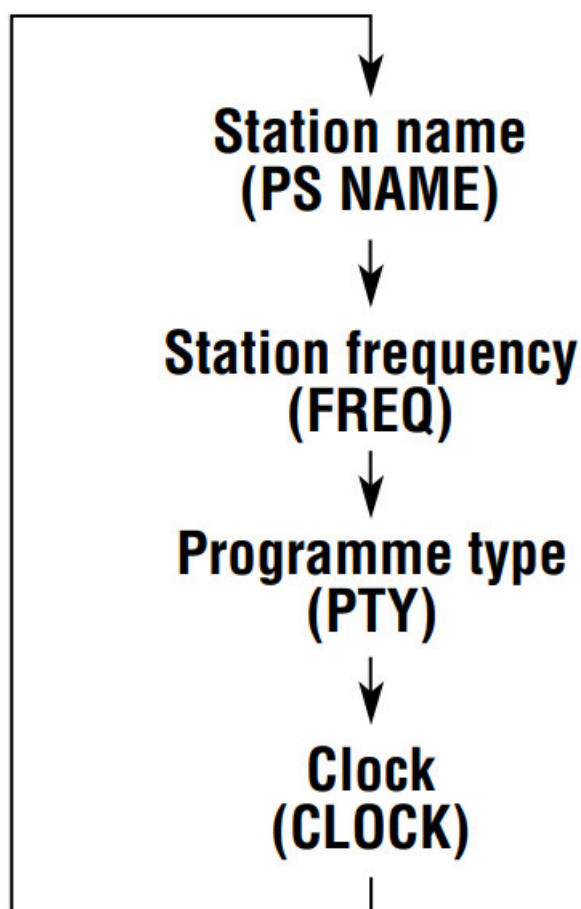 Station name
(PS NAME)
Station frequency
(FREQ)
Programme type
(PTY)
Clock
(CLOCK)